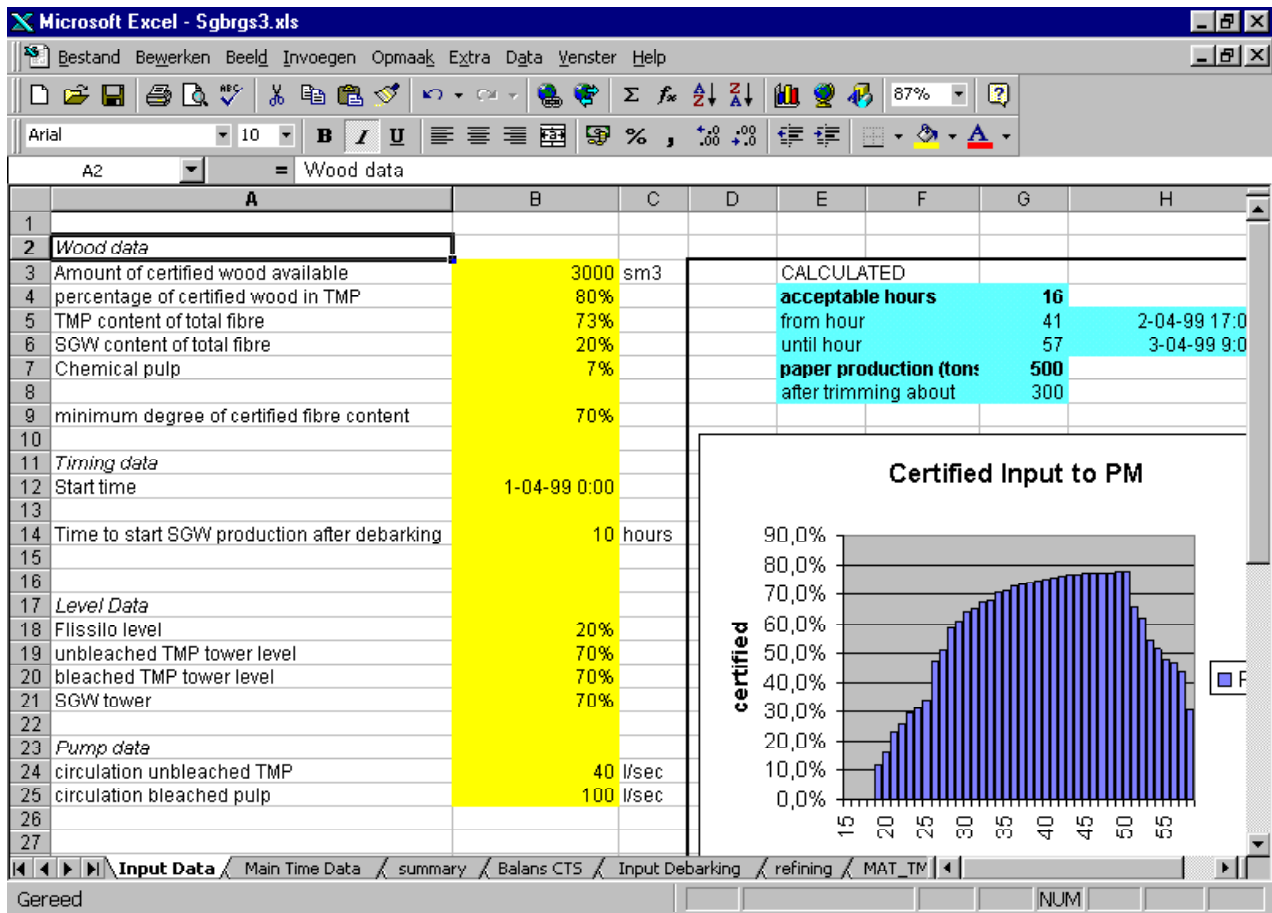 Microsoft Excel - Sgbrgs3.xls
Bestand Bewerken Beeld Invoegen Opmaak Extra Data Venster Help
87%
Arial 10 B I U
A2 = Wood data
A B C D E F G H
1
2 Wood data
3 Amount of certified wood available 3000 sm3 CALCULATED
4 percentage of certified wood in TMP 80% acceptable hours 16
5 TMP content of total fibre 73% from hour 41 2-04-99 17:0
6 SGW content of total fibre 20% until hour 57 3-04-99 9:0
7 Chemical pulp 7% paper production (tons 500
8 after trimming about 300
9 minimum degree of certified fibre content 70%
10
11 Timing data
12 Start time 1-04-99 0:00
13
14 Time to start SGW production after debarking 10 hours
15
16
17 Level Data
18 Flissilo level 20%
19 unbleached TMP tower level 70%
20 bleached TMP tower level 70%
21 SGW tower 70%
22
23 Pump data
24 circulation unbleached TMP 40 l/sec
25 circulation bleached pulp 100 l/sec
26
27
Certified Input to PM
certified
90,0%
80,0%
70,0%
60,0%
50,0%
40,0%
30,0%
20,0%
10,0%
0,0%
15 20 25 30 35 40 45 50 55
Input Data Main Time Data summary Balans CTS Input Debarking refining MAT_TM
Gereed NUM